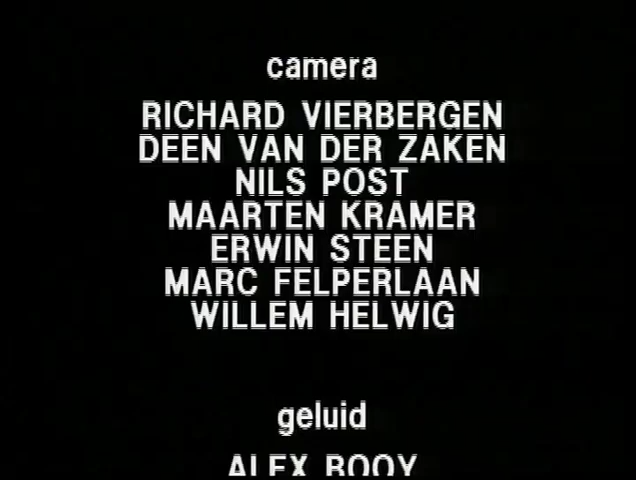 camera
RICHARD VIERBERGEN
DEEN VAN DER ZAKEN
NILS POST
MAARTEN KRAMER
ERWIN STEEN
MARC FELPERLAAN
WILLEM HELWIG
geluid
ALEX BOOY